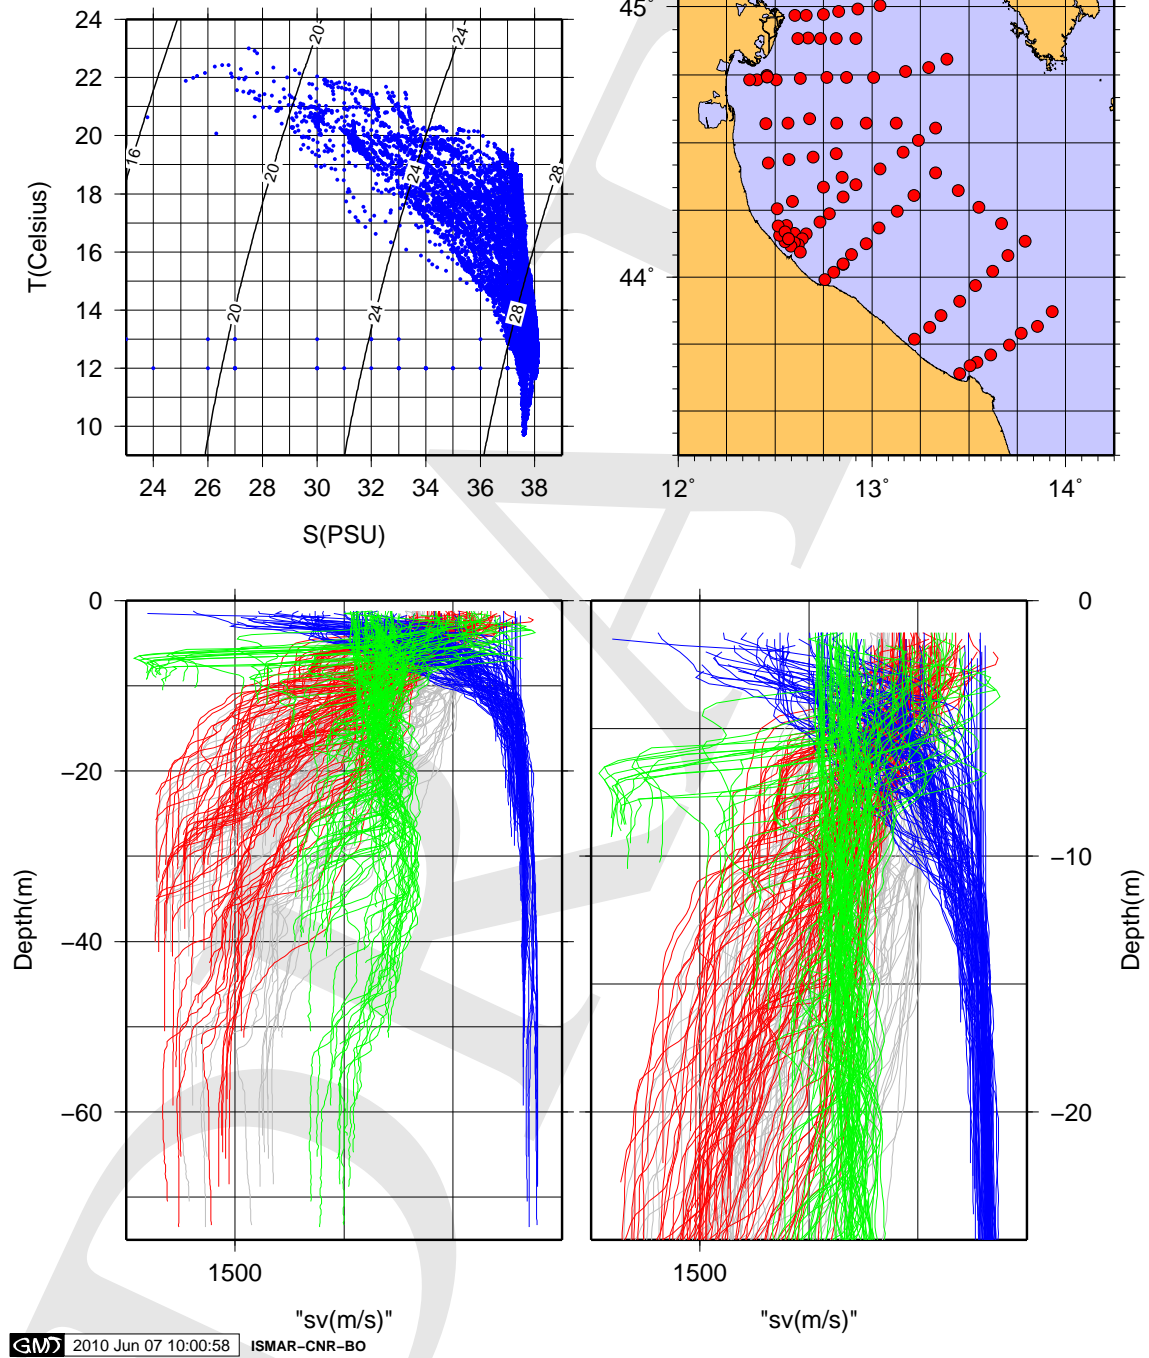 24
22
20
18
16
14
12
10
T(Celsius)
16
20
20
20
24
24
24
28
28
24 26 28 30 32 34 36 38
S(PSU)
45°
44°
12° 13° 14°
0
−20
−40
−60
Depth(m)
1500
"sv(m/s)"
0
−10
−20
Depth(m)
1500
"sv(m/s)"
GMT 2010 Jun 07 10:00:58 ISMAR−CNR−BO
DRAFT